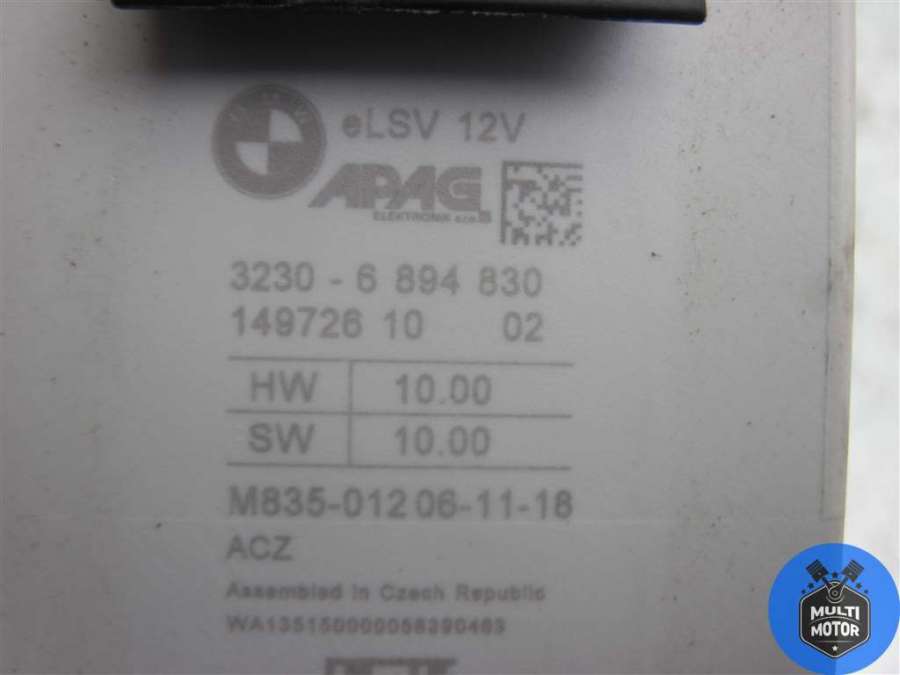 eLSV 12V
APAG
ELEKTRONIK s.r.o.
3230 - 6 894 830
149726 10 02
HW 10.00
SW 10.00
M835-012 06-11-18
ACZ
Assembled in Czech Republic
MULTI
MOTOR